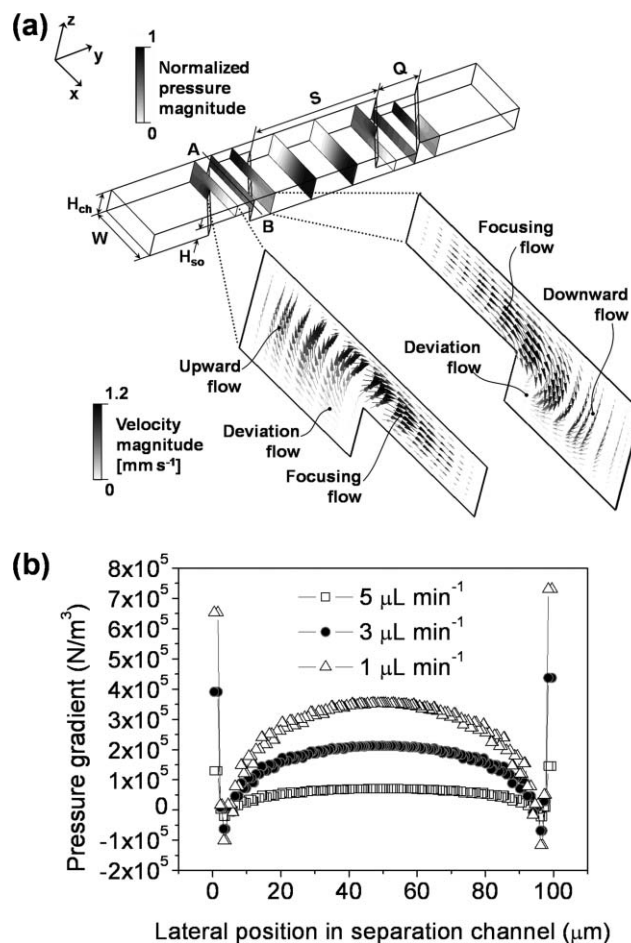 (a)
z
y
x
1
Normalized
pressure
magnitude
0
S
Q
A
B
Hch
W
Hso
Focusing
flow
Downward
flow
Deviation
flow
Upward
flow
Deviation
flow
Focusing
flow
1.2
Velocity
magnitude
[mm s⁻¹]
0
(b)
Pressure gradient (N/m³)
8x10⁵
7x10⁵
6x10⁵
5x10⁵
4x10⁵
3x10⁵
2x10⁵
1x10⁵
0
-1x10⁵
-2x10⁵
5 μL min⁻¹
3 μL min⁻¹
1 μL min⁻¹
0 20 40 60 80 100
Lateral position in separation channel (μm)